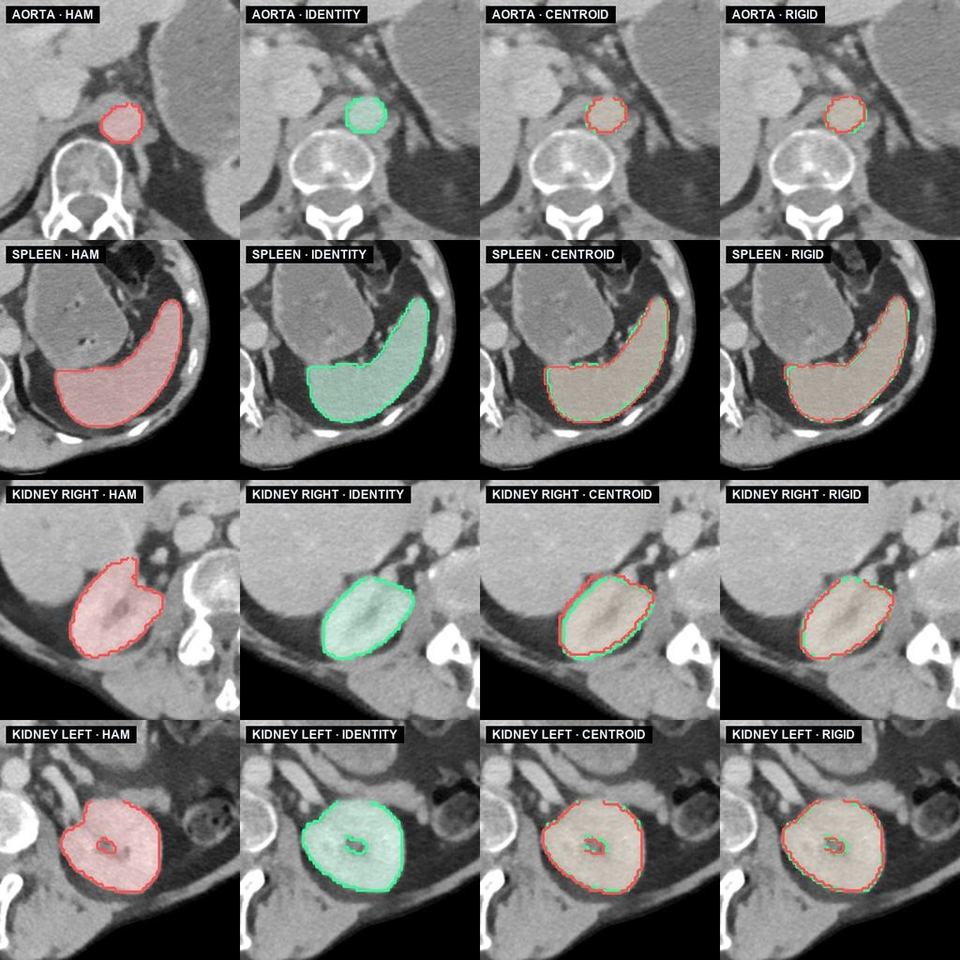 AORTA · HAM
AORTA · IDENTITY
AORTA · CENTROID
AORTA · RIGID
SPLEEN · HAM
SPLEEN · IDENTITY
SPLEEN · CENTROID
SPLEEN · RIGID
KIDNEY RIGHT · HAM
KIDNEY RIGHT · IDENTITY
KIDNEY RIGHT · CENTROID
KIDNEY RIGHT · RIGID
KIDNEY LEFT · HAM
KIDNEY LEFT · IDENTITY
KIDNEY LEFT · CENTROID
KIDNEY LEFT · RIGID